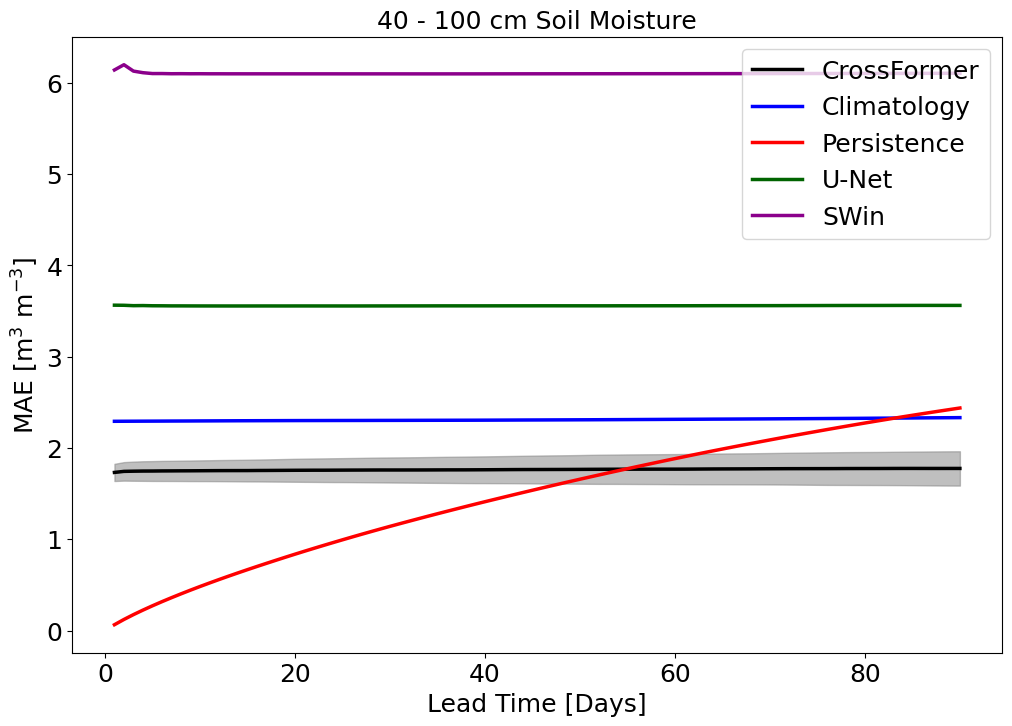 40 - 100 cm Soil Moisture
MAE [m³ m⁻³]
6
5
4
3
2
1
0
0 20 40 60 80
Lead Time [Days]
CrossFormer
Climatology
Persistence
U-Net
SWin